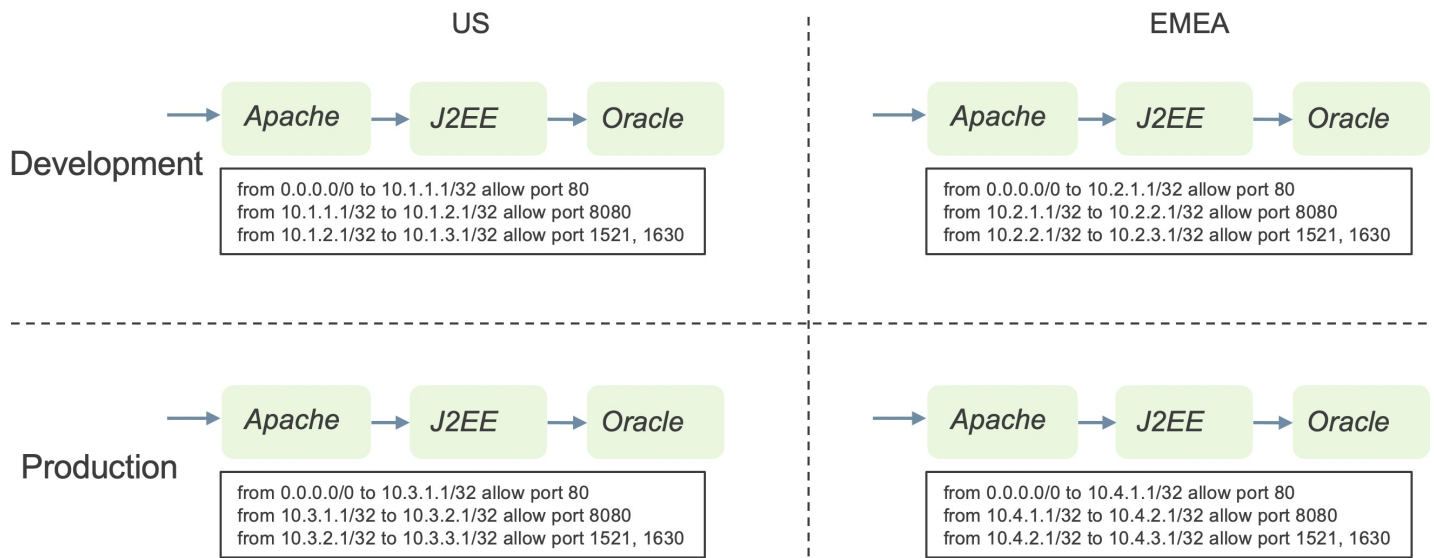 US
EMEA
Development
Apache
J2EE
Oracle
from 0.0.0.0/0 to 10.1.1.1/32 allow port 80
from 10.1.1.1/32 to 10.1.2.1/32 allow port 8080
from 10.1.2.1/32 to 10.1.3.1/32 allow port 1521, 1630
Apache
J2EE
Oracle
from 0.0.0.0/0 to 10.2.1.1/32 allow port 80
from 10.2.1.1/32 to 10.2.2.1/32 allow port 8080
from 10.2.2.1/32 to 10.2.3.1/32 allow port 1521, 1630
Production
Apache
J2EE
Oracle
from 0.0.0.0/0 to 10.3.1.1/32 allow port 80
from 10.3.1.1/32 to 10.3.2.1/32 allow port 8080
from 10.3.2.1/32 to 10.3.3.1/32 allow port 1521, 1630
Apache
J2EE
Oracle
from 0.0.0.0/0 to 10.4.1.1/32 allow port 80
from 10.4.1.1/32 to 10.4.2.1/32 allow port 8080
from 10.4.2.1/32 to 10.4.3.1/32 allow port 1521, 1630